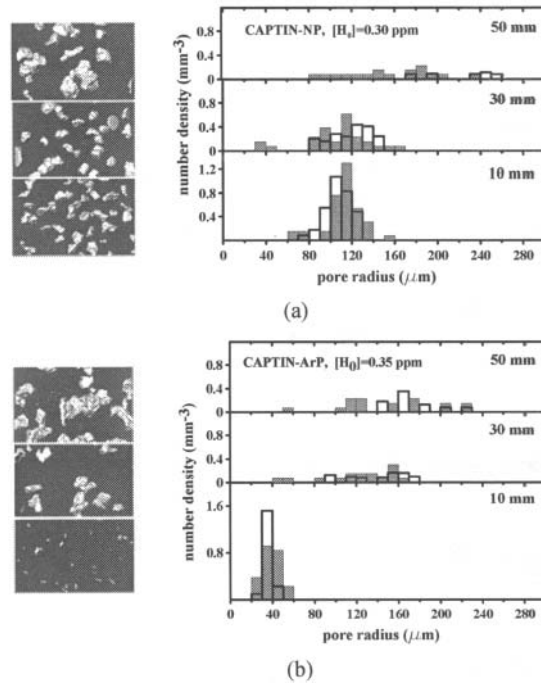 CAPTIN-NP, [H₀]=0.30 ppm 50 mm
0.8
0.4
0
0.8 30 mm
0.4
0
1.2 10 mm
0.8
0.4
number density (mm⁻³)
0 40 80 120 160 200 240 280
pore radius (μm)
(a)
CAPTIN-ArP, [H₀]=0.35 ppm 50 mm
0.8
0.4
0
0.8 30 mm
0.4
0
1.6 10 mm
0.8
number density (mm⁻³)
0 40 80 120 160 200 240 280
pore radius (μm)
(b)